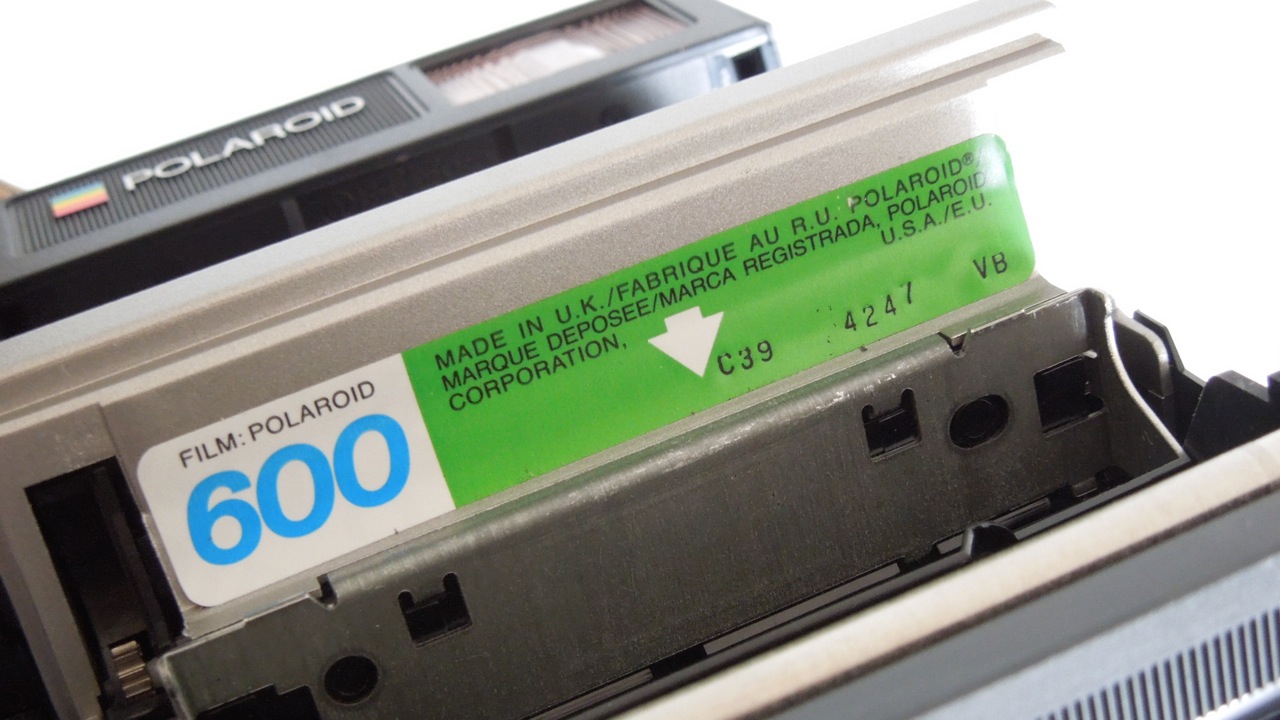 POLAROID
FILM: POLAROID
600
MADE IN U.K./FABRIQUE AU R.U. POLAROID®/
MARQUE DEPOSEE/MARCA REGISTRADA, POLAROID
CORPORATION, U.S.A./E.U.
C39 4247 VB